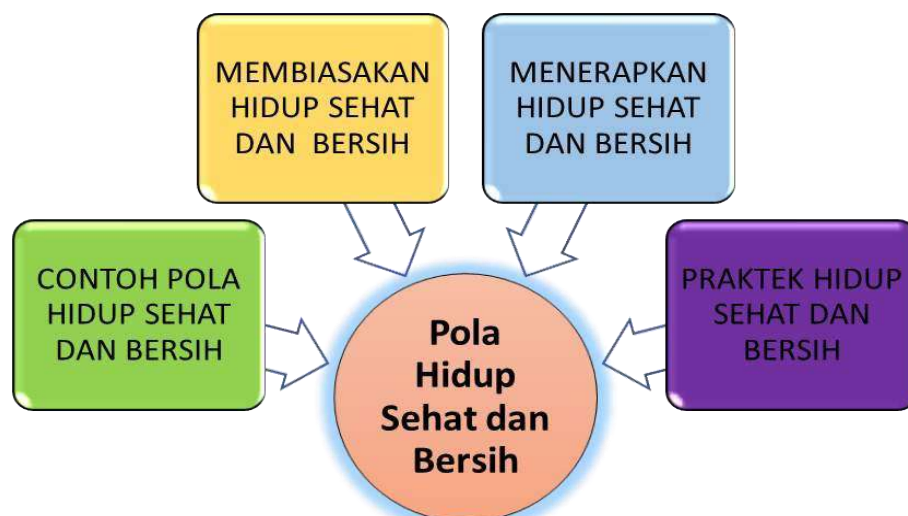 MEMBIASAKAN
HIDUP SEHAT
DAN BERSIH
MENERAPKAN
HIDUP SEHAT
DAN BERSIH
CONTOH POLA
HIDUP SEHAT
DAN BERSIH
PRAKTEK HIDUP
SEHAT DAN
BERSIH
Pola
Hidup
Sehat dan
Bersih